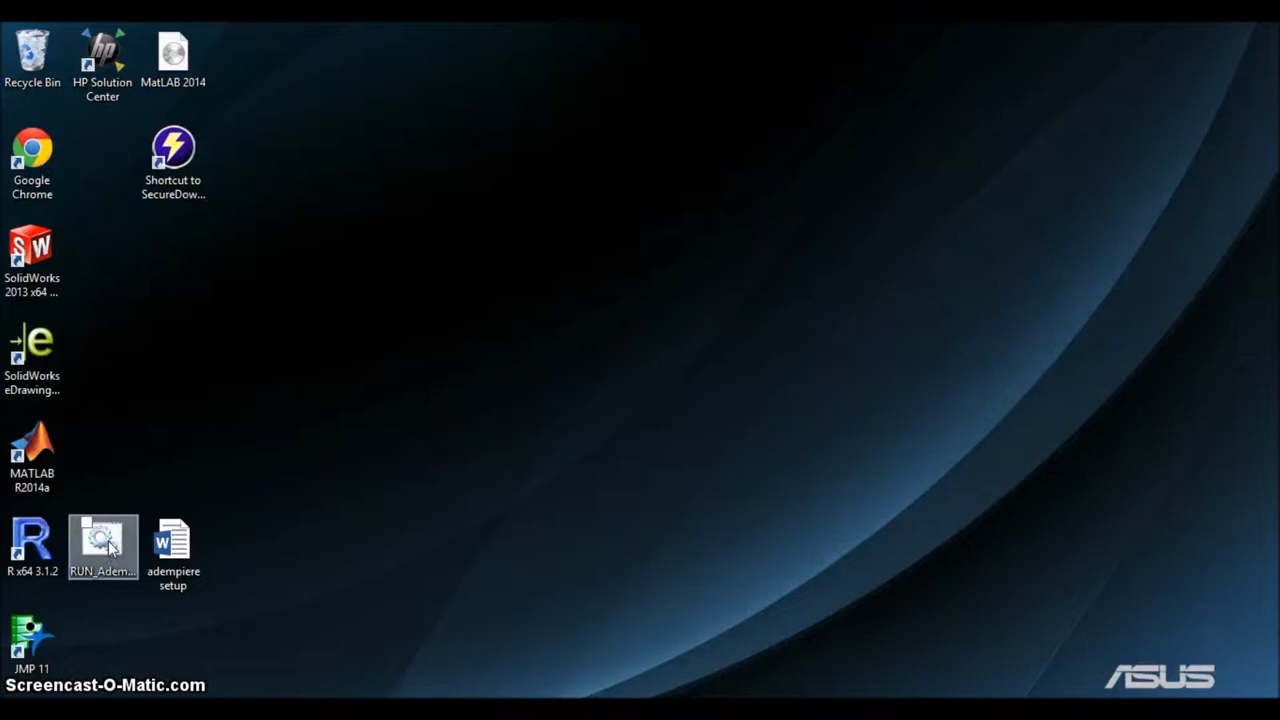 Recycle Bin
HP Solution
Center
MatLAB 2014
Google
Chrome
Shortcut to
SecureDow...
SolidWorks
2013 x64 ...
SolidWorks
eDrawing...
MATLAB
R2014a
R x64 3.1.2
RUN_Adem...
adempiere
setup
JMP 11
Screencast-O-Matic.com
ASUS